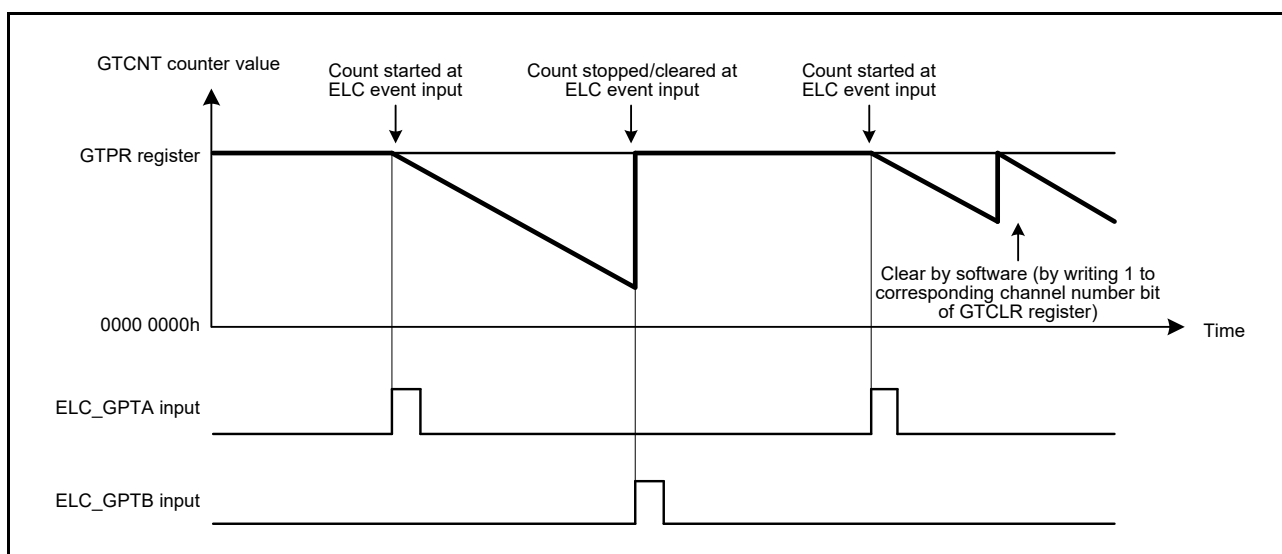 GTCNT counter value
Count started at
ELC event input
Count stopped/cleared at
ELC event input
Count started at
ELC event input
GTPR register
Clear by software (by writing 1 to
corresponding channel number bit
of GTCLR register)
0000 0000h
Time
ELC_GPTA input
ELC_GPTB input